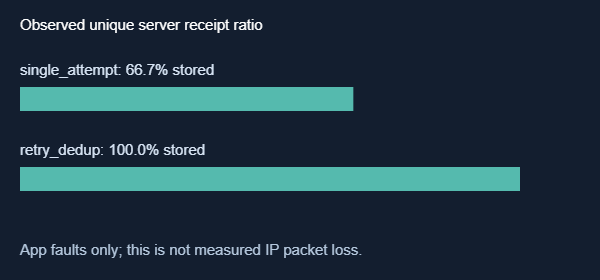 Observed unique server receipt ratio
single_attempt: 66.7% stored
retry_dedup: 100.0% stored
App faults only; this is not measured IP packet loss.